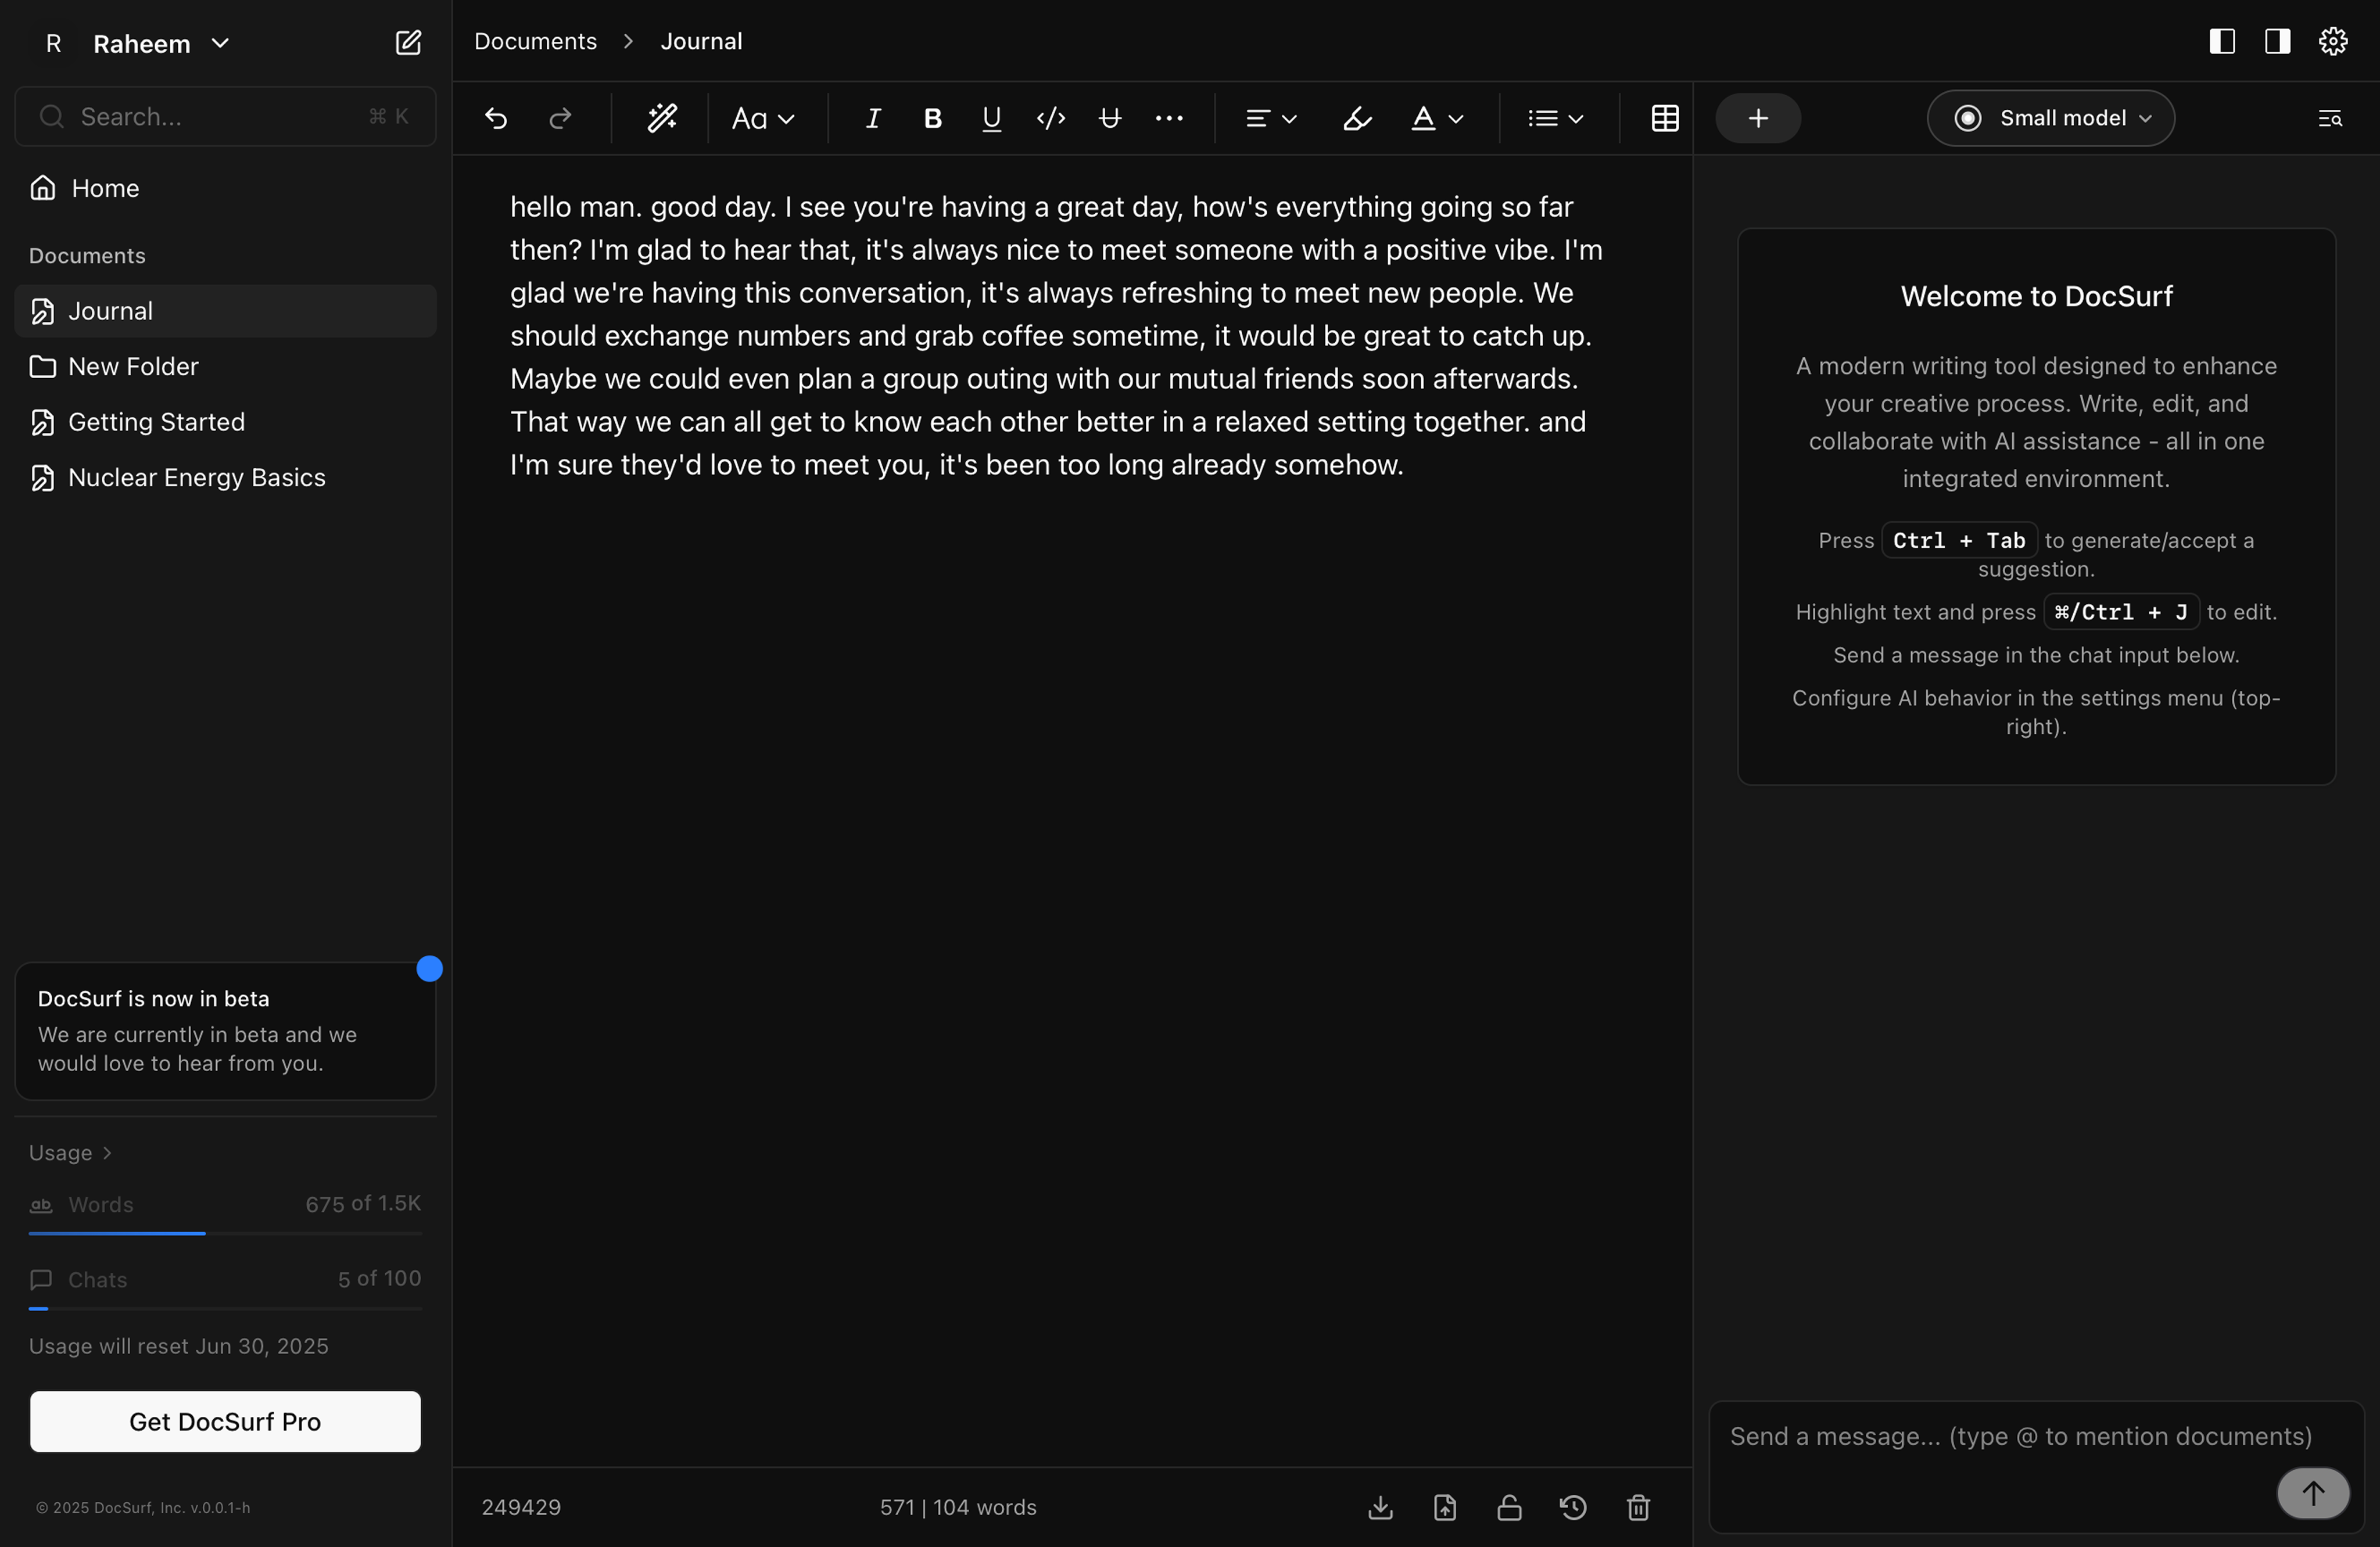 R Raheem
Search... ⌘ K
Home
Documents
Journal
New Folder
Getting Started
Nuclear Energy Basics
DocSurf is now in beta
We are currently in beta and we
would love to hear from you.
Usage
ab Words 675 of 1.5K
Chats 5 of 100
Usage will reset Jun 30, 2025
Get DocSurf Pro
© 2025 DocSurf, Inc. v.0.0.1-h
Documents > Journal
Aa I B U </> U ... A
hello man. good day. I see you're having a great day, how's everything going so far
then? I'm glad to hear that, it's always nice to meet someone with a positive vibe. I'm
glad we're having this conversation, it's always refreshing to meet new people. We
should exchange numbers and grab coffee sometime, it would be great to catch up.
Maybe we could even plan a group outing with our mutual friends soon afterwards.
That way we can all get to know each other better in a relaxed setting together. and
I'm sure they'd love to meet you, it's been too long already somehow.
249429
571 | 104 words
+ Small model
Welcome to DocSurf
A modern writing tool designed to enhance
your creative process. Write, edit, and
collaborate with AI assistance - all in one
integrated environment.
Press Ctrl + Tab to generate/accept a
suggestion.
Highlight text and press ⌘/Ctrl + J to edit.
Send a message in the chat input below.
Configure AI behavior in the settings menu (top-
right).
Send a message... (type @ to mention documents)